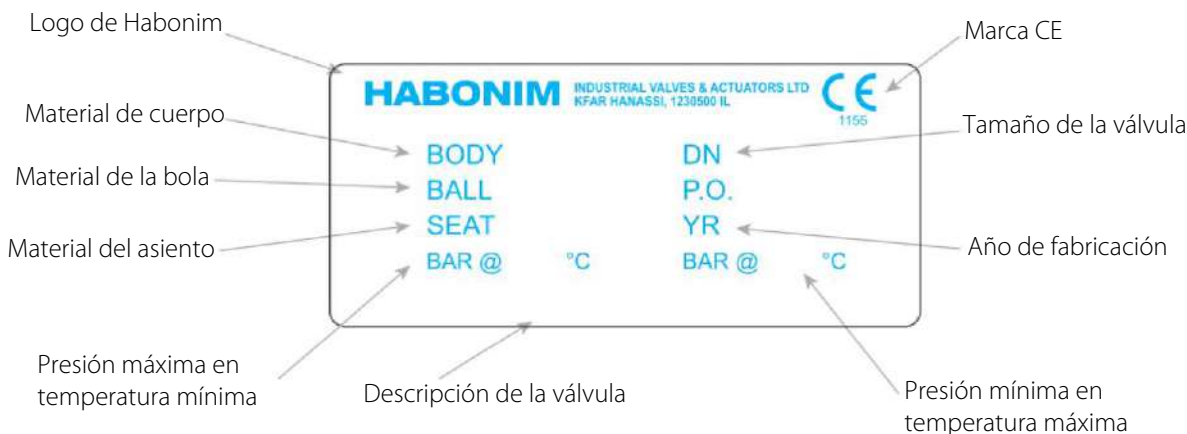 Logo de Habonim
Marca CE
HABONIM
INDUSTRIAL VALVES & ACTUATORS LTD
KFAR HANASSI, 1230500 IL
CE
1155
Material de cuerpo
BODY
DN
Tamaño de la válvula
Material de la bola
BALL
P.O.
Material del asiento
SEAT
YR
Año de fabricación
BAR @ °C
BAR @ °C
Presión máxima en
temperatura mínima
Descripción de la válvula
Presión mínima en
temperatura máxima